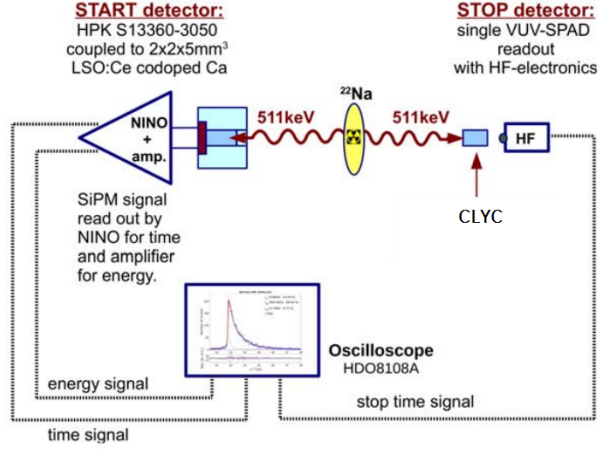 START detector:
HPK S13360-3050
coupled to 2x2x5mm³
LSO:Ce codoped Ca
STOP detector:
single VUV-SPAD
readout
with HF-electronics
²²Na
511keV
511keV
NINO
+
amp.
HF
SiPM signal
read out by
NINO for time
and amplifier
for energy.
CLYC
Oscilloscope
HDO8108A
energy signal
stop time signal
time signal